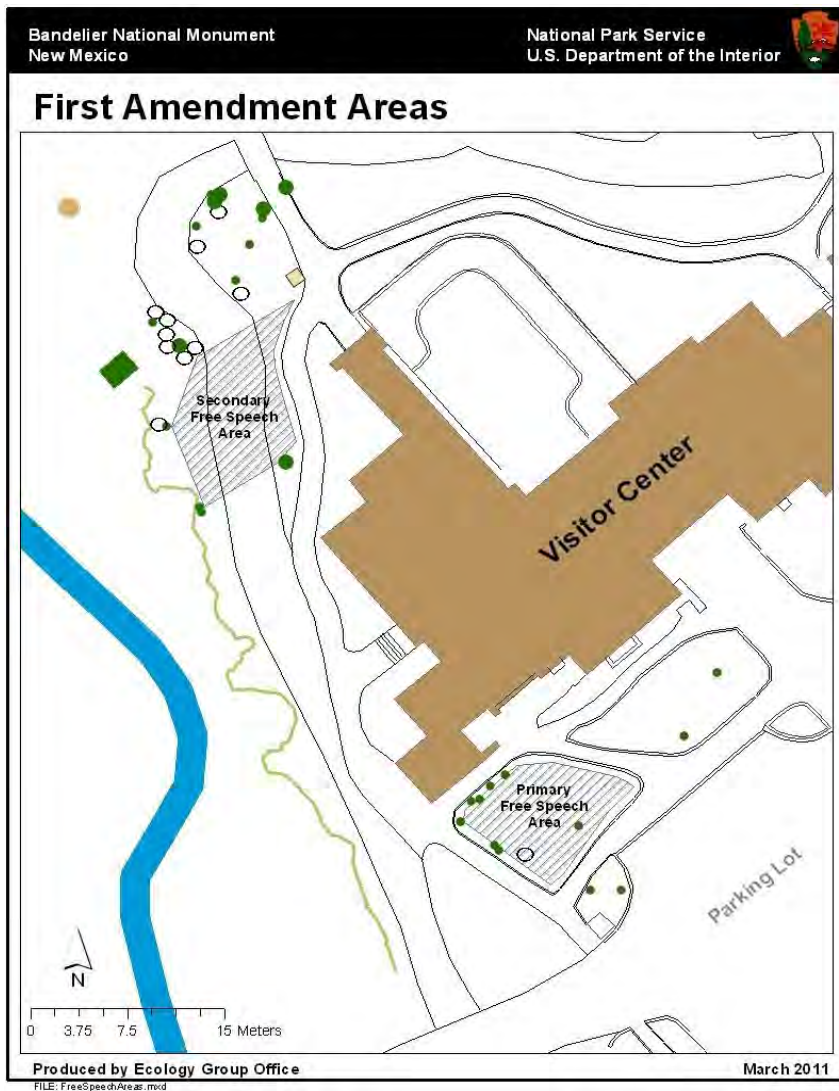 Bandelier National Monument
New Mexico
National Park Service
U.S. Department of the Interior
First Amendment Areas
Secondary
Free Speech
Area
Visitor Center
Primary
Free Speech
Area
Parking Lot
N
0 3.75 7.5 15 Meters
Produced by Ecology Group Office
March 2011
FILE: FreeSpeechAreas.mxd